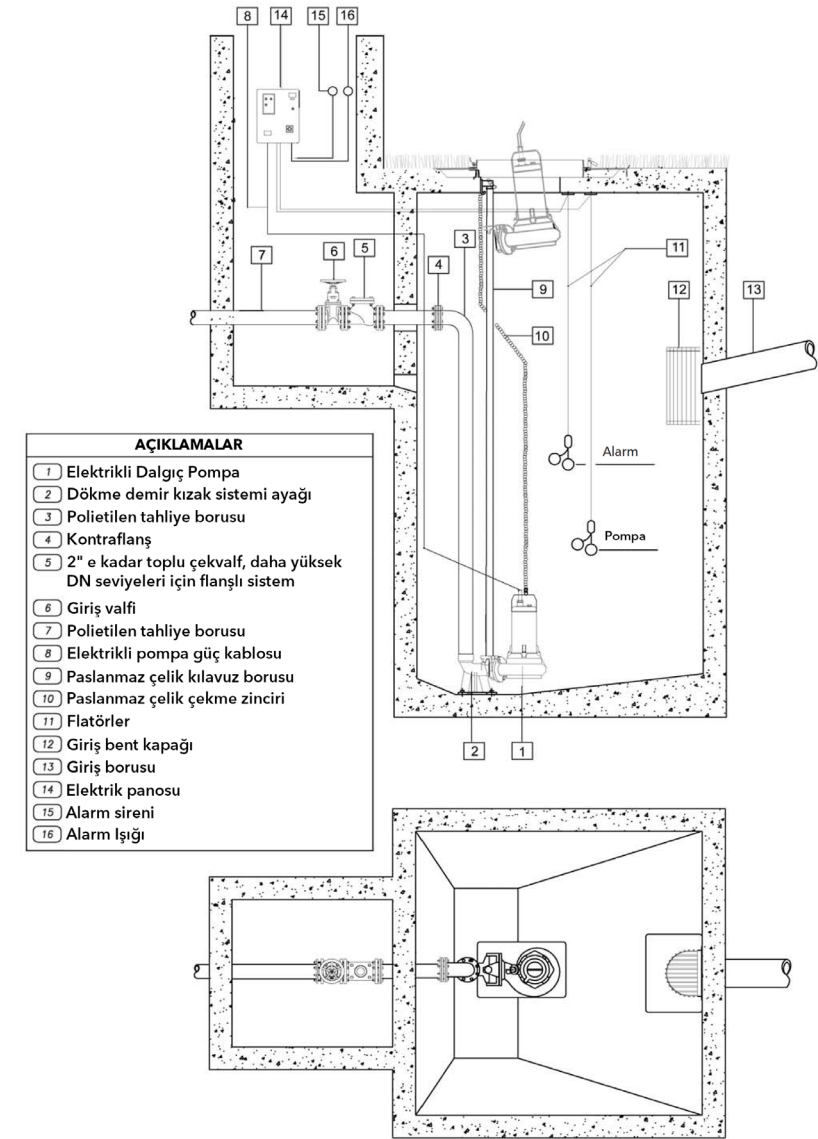 8 14 15 16
6 5 3
4
7 9 11
12 13
10
Alarm
Pompa
2 1
AÇIKLAMALAR
1 Elektrikli Dalgıç Pompa
2 Dökme demir kızak sistemi ayağı
3 Polietilen tahliye borusu
4 Kontraflanş
5 2" e kadar toplu çekvalf, daha yüksek
DN seviyeleri için flanşlı sistem
6 Giriş valfi
7 Polietilen tahliye borusu
8 Elektrikli pompa güç kablosu
9 Paslanmaz çelik kılavuz borusu
10 Paslanmaz çelik çekme zinciri
11 Flatörler
12 Giriş bent kapağı
13 Giriş borusu
14 Elektrik panosu
15 Alarm sireni
16 Alarm Işığı